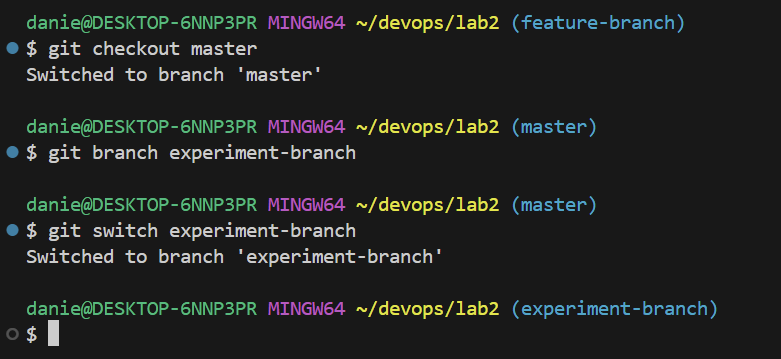 danie@DESKTOP-6NNP3PR MINGW64 ~/devops/lab2 (feature-branch)
$ git checkout master
Switched to branch 'master'
danie@DESKTOP-6NNP3PR MINGW64 ~/devops/lab2 (master)
$ git branch experiment-branch
danie@DESKTOP-6NNP3PR MINGW64 ~/devops/lab2 (master)
$ git switch experiment-branch
Switched to branch 'experiment-branch'
danie@DESKTOP-6NNP3PR MINGW64 ~/devops/lab2 (experiment-branch)
$